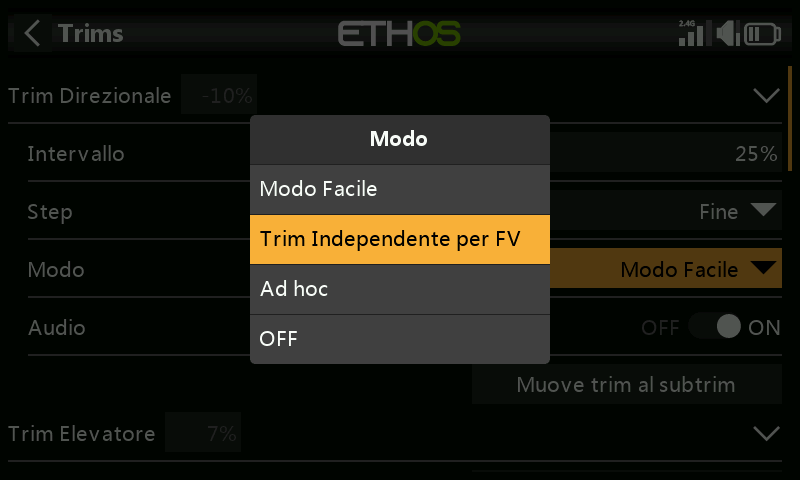 Trims
ETHOS
2.4G
Trim Direzionale -10%
Modo
Intervallo 25%
Modo Facile
Step Fine
Trim Independente per FV
Modo Modo Facile
Ad hoc
Audio OFF ON
OFF
Muove trim al subtrim
Trim Elevatore 7%